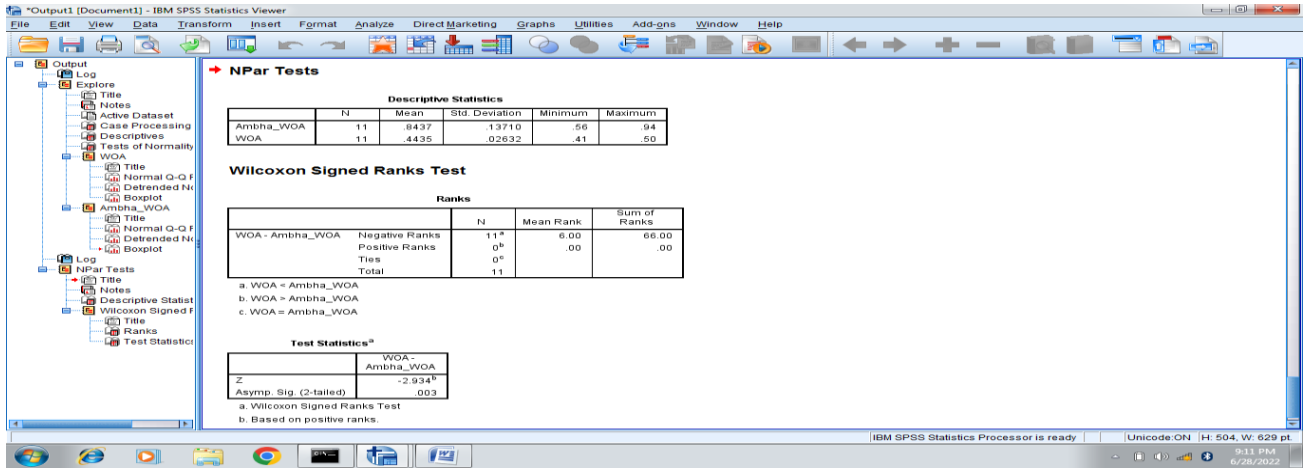 *Output1 [Document1] - IBM SPSS Statistics Viewer
File Edit View Data Transform Insert Format Analyze Direct Marketing Graphs Utilities Add-ons Window Help
Output
Log
Explore
Title
Notes
Active Dataset
Case Processing
Descriptives
Tests of Normality
WOA
Title
Normal Q-Q P
Detrended No
Boxplot
Ambha_WOA
Title
Normal Q-Q P
Detrended No
Boxplot
Log
NPar Tests
Title
Notes
Descriptive Statist
Wilcoxon Signed F
Title
Ranks
Test Statistics
NPar Tests
Descriptive Statistics
N Mean Std. Deviation Minimum Maximum
Ambha_WOA 11 .8437 .13710 .56 .94
WOA 11 .4435 .02632 .41 .50
Wilcoxon Signed Ranks Test
Ranks
N Mean Rank Sum of Ranks
WOA - Ambha_WOA Negative Ranks 11a 6.00 66.00
Positive Ranks 0b .00 .00
Ties 0c
Total 11
a. WOA < Ambha_WOA
b. WOA > Ambha_WOA
c. WOA = Ambha_WOA
Test Statisticsa
WOA - Ambha_WOA
Z -2.934b
Asymp. Sig. (2-tailed) .003
a. Wilcoxon Signed Ranks Test
b. Based on positive ranks.
IBM SPSS Statistics Processor is ready Unicode:ON H: 504, W: 629 pt.
9:11 PM
6/28/2022